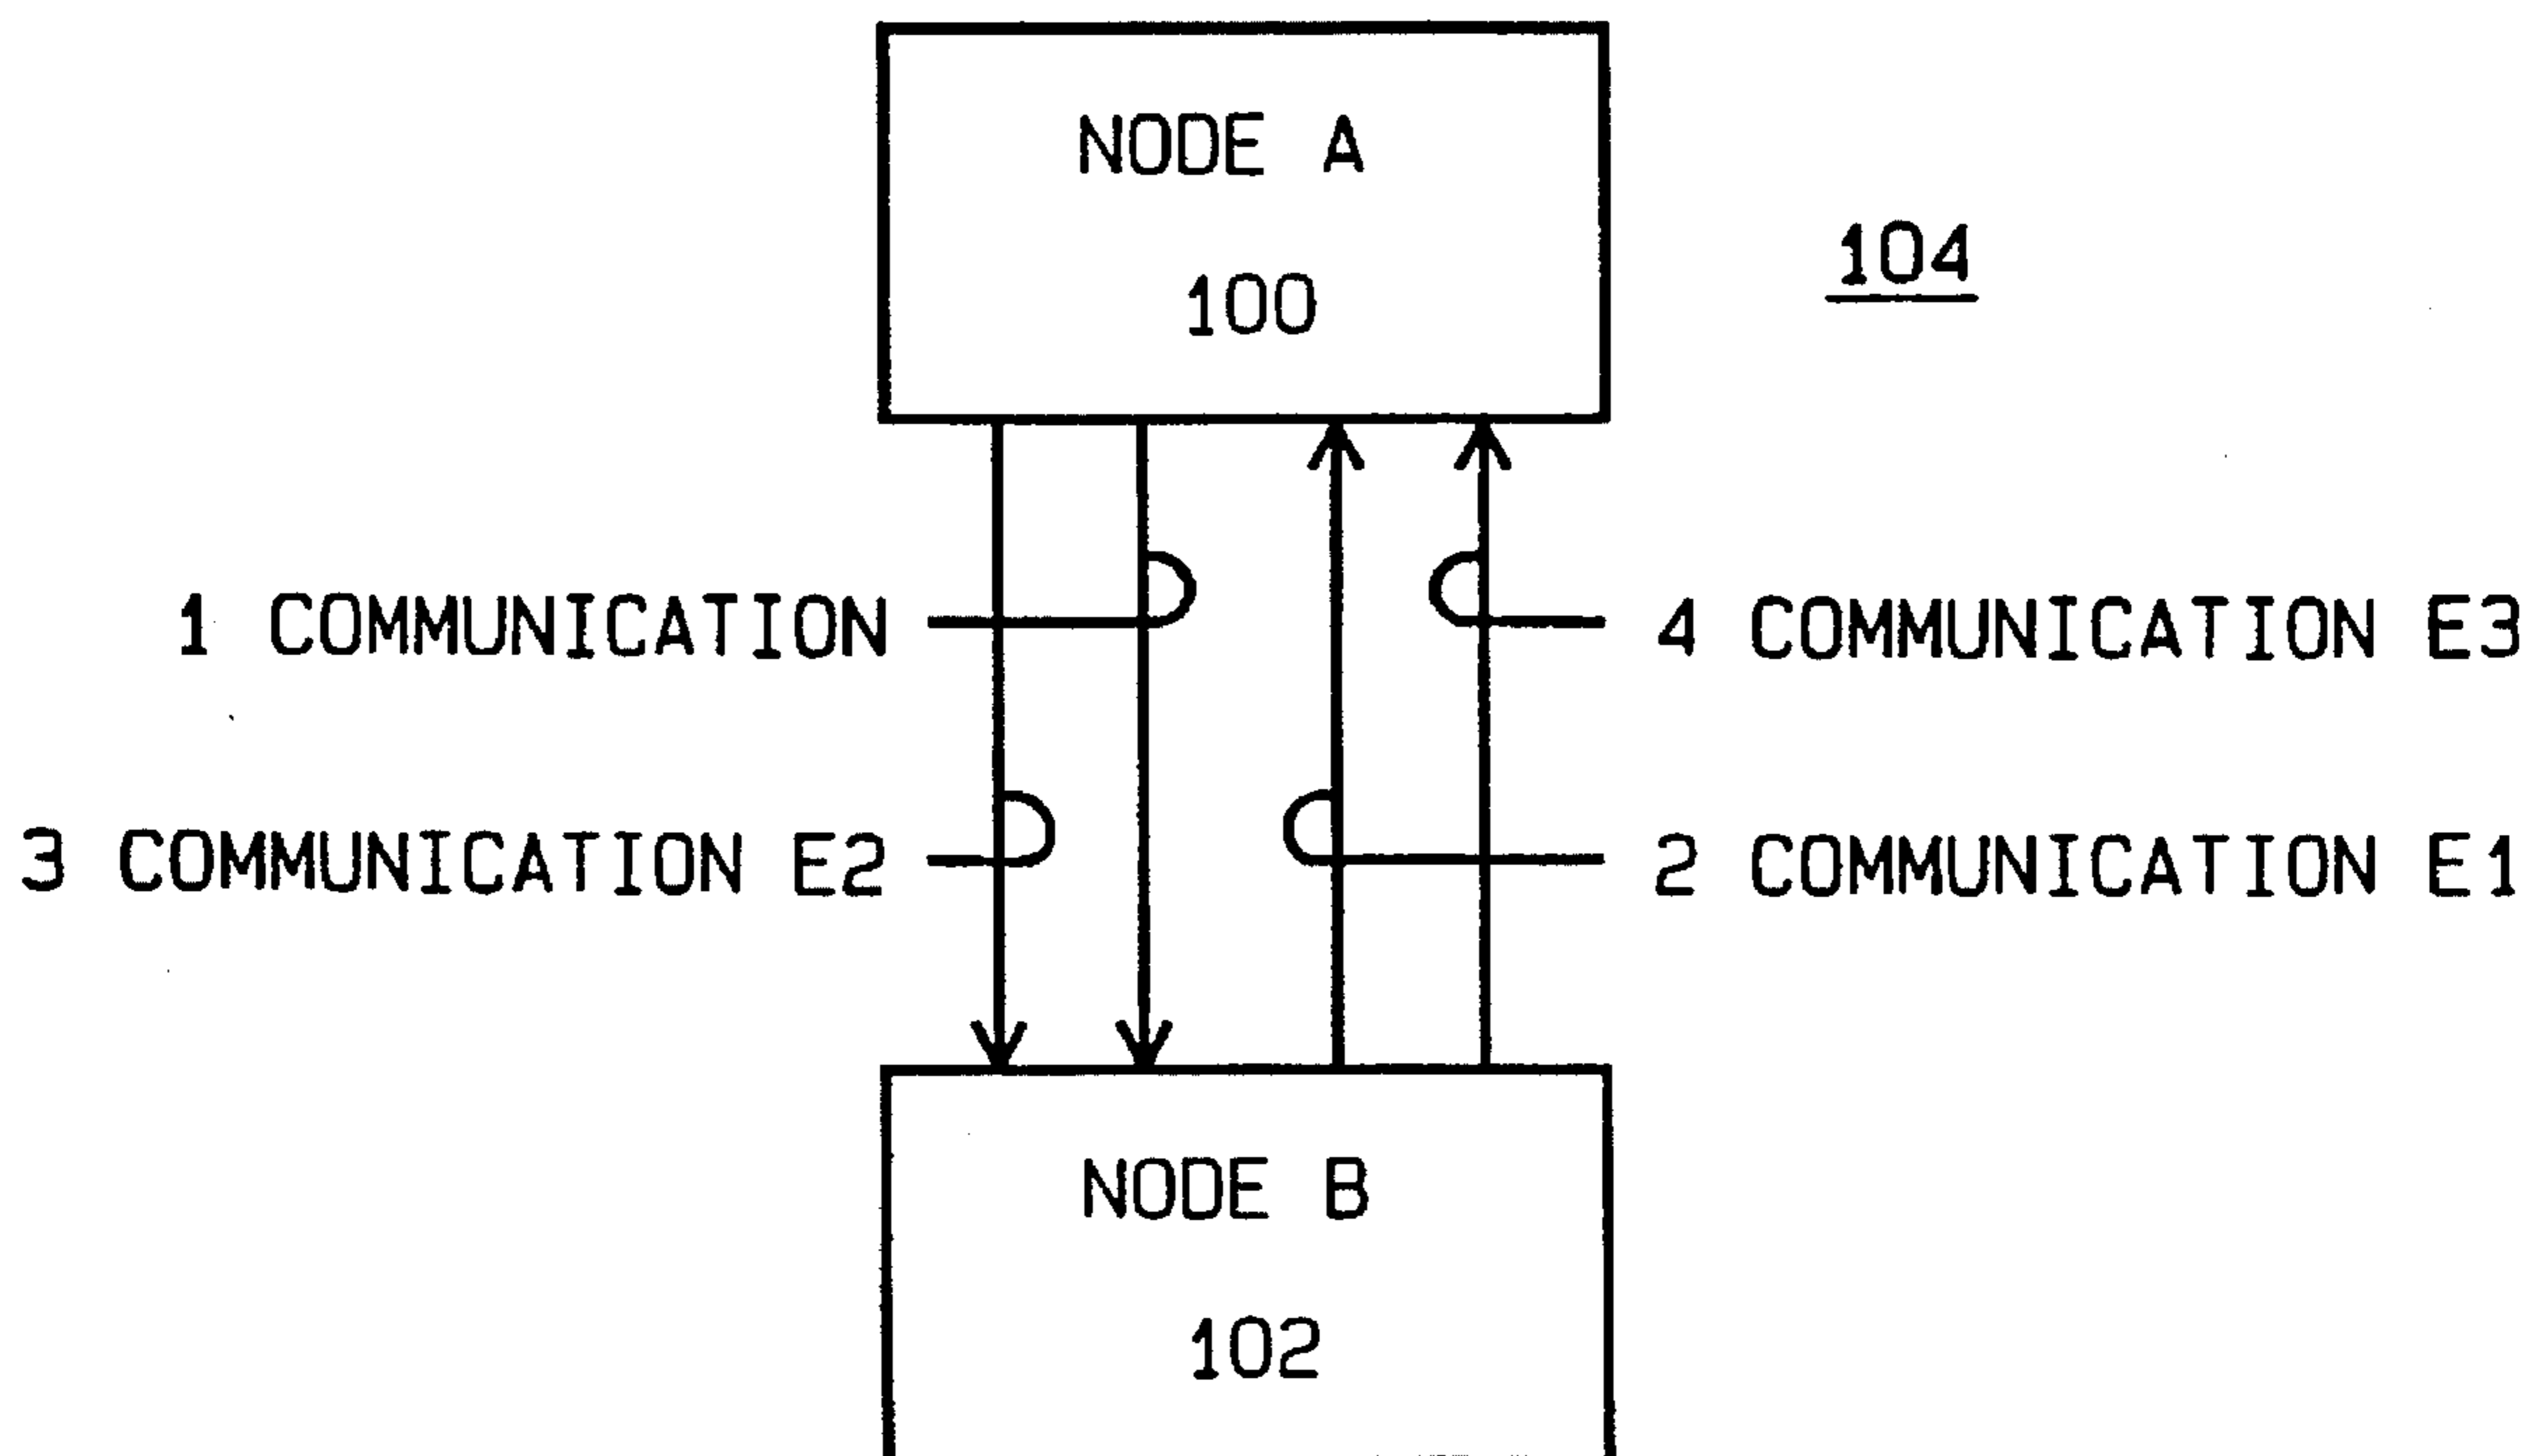 NODE A
100
104
1 COMMUNICATION
4 COMMUNICATION E3
3 COMMUNICATION E2
2 COMMUNICATION E1
NODE B
102